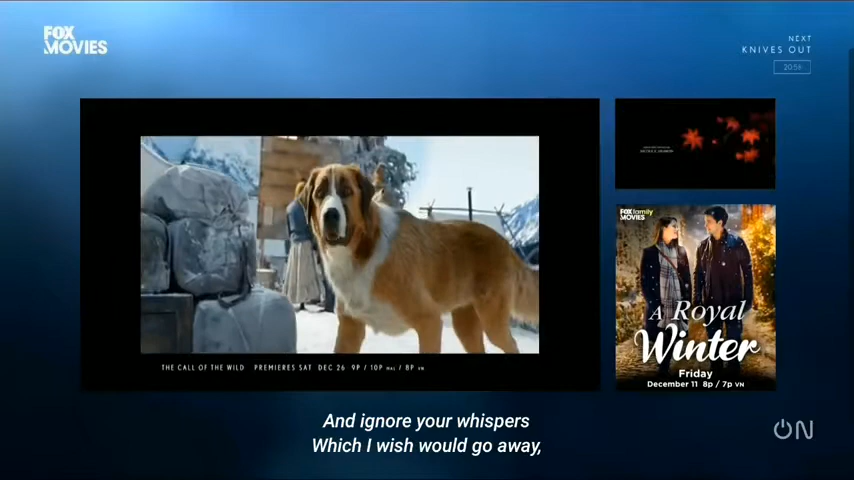 FOX
MOVIES
NEXT
KNIVES OUT
20:56
FOX family
MOVIES
A Royal
Winter
Friday
December 11 8p / 7p VN
THE CALL OF THE WILD PREMIERES SAT DEC 26 9P / 10P MAL / 8P VN
And ignore your whispers
Which I wish would go away,
ON